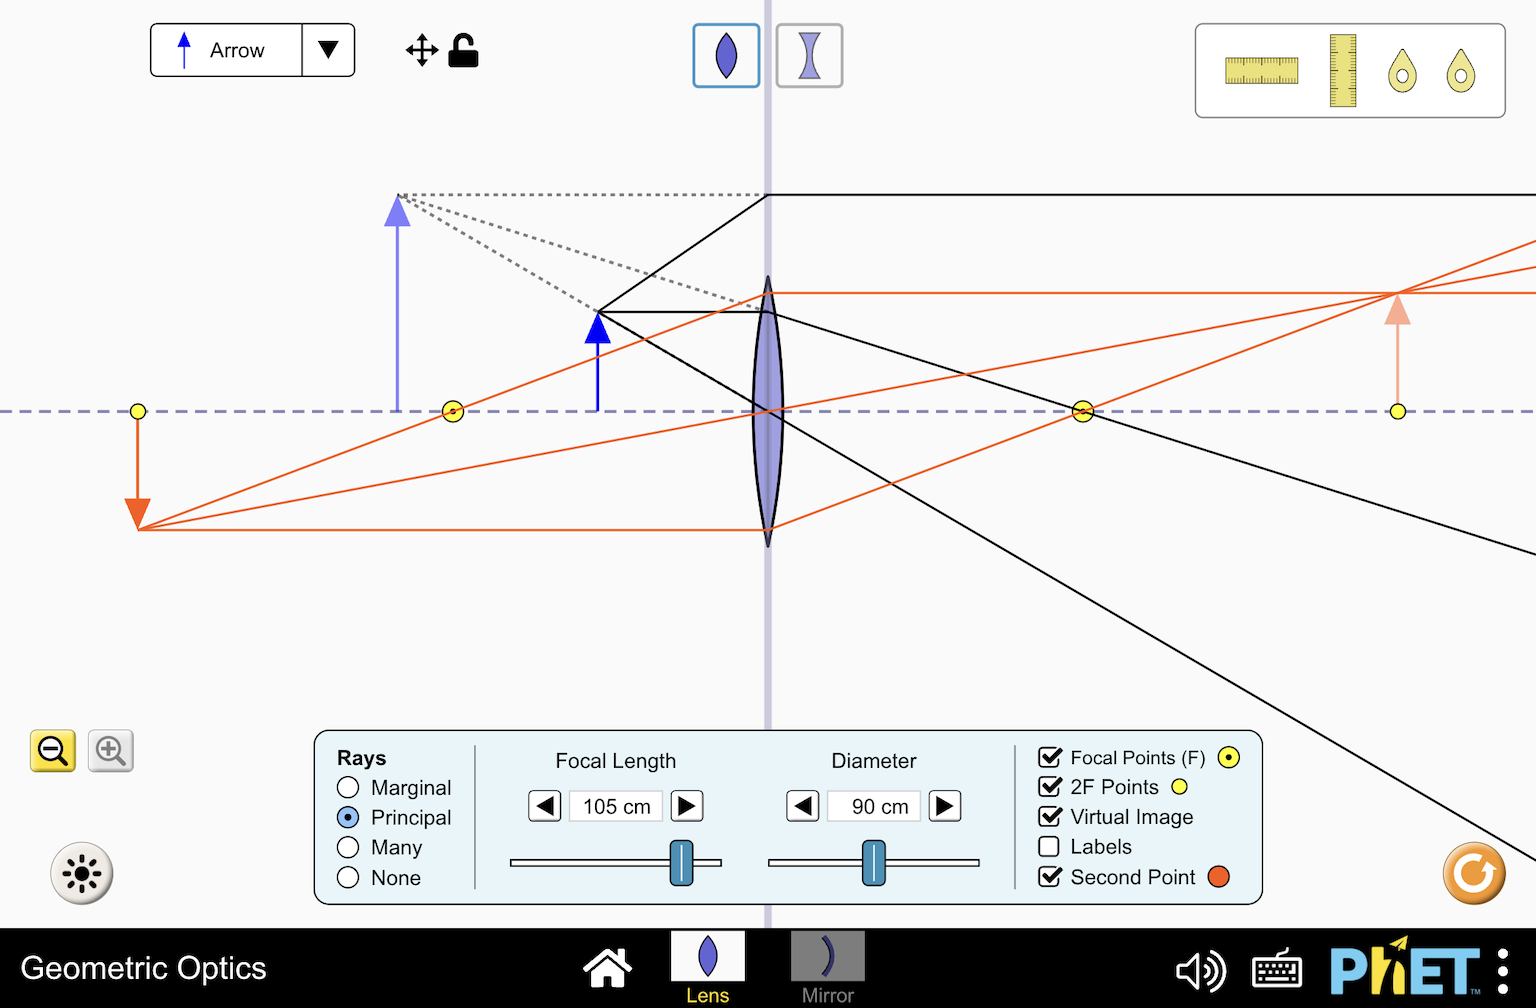 Arrow
Rays
Marginal
Principal
Many
None
Focal Length
105 cm
Diameter
90 cm
Focal Points (F)
2F Points
Virtual Image
Labels
Second Point
Geometric Optics
Lens
Mirror
PhET™